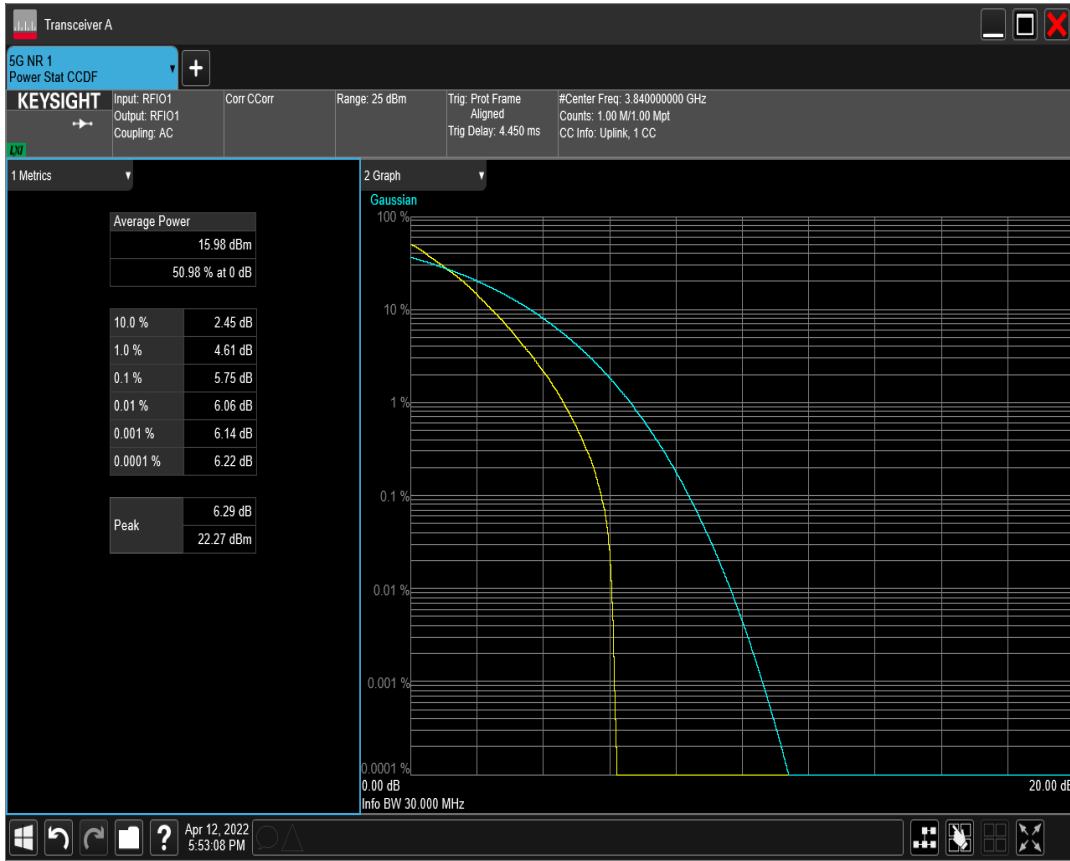 Transceiver A
5G NR 1
Power Stat CCDF
KEYSIGHT
LXI
Input: RFIO1
Output: RFIO1
Coupling: AC
Corr CCorr
Range: 25 dBm
Trig: Prot Frame
Aligned
Trig Delay: 4.450 ms
#Center Freq: 3.840000000 GHz
Counts: 1.00 M/1.00 Mpt
CC Info: Uplink, 1 CC
1 Metrics
Average Power
15.98 dBm
50.98 % at 0 dB
10.0 % 2.45 dB
1.0 % 4.61 dB
0.1 % 5.75 dB
0.01 % 6.06 dB
0.001 % 6.14 dB
0.0001 % 6.22 dB
Peak
6.29 dB
22.27 dBm
2 Graph
Gaussian
100 %
10 %
1 %
0.1 %
0.01 %
0.001 %
0.0001 %
0.00 dB 20.00 dB
Info BW 30.000 MHz
Apr 12, 2022
5:53:08 PM